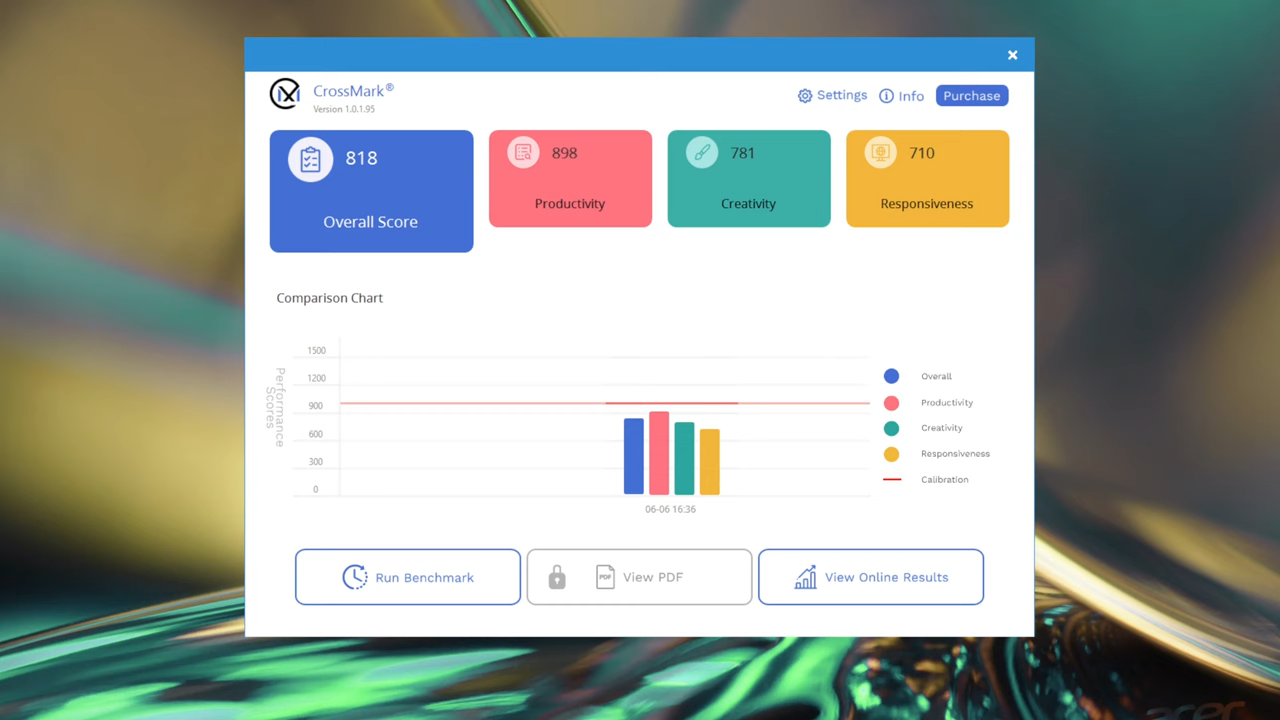 CrossMark®
Version 1.0.1.95
Settings
Info
Purchase
818
Overall Score
898
Productivity
781
Creativity
710
Responsiveness
Comparison Chart
Performance
Scores
1500
1200
900
600
300
0
06-06 16:36
Overall
Productivity
Creativity
Responsiveness
Calibration
Run Benchmark
PDF
View PDF
View Online Results
acer